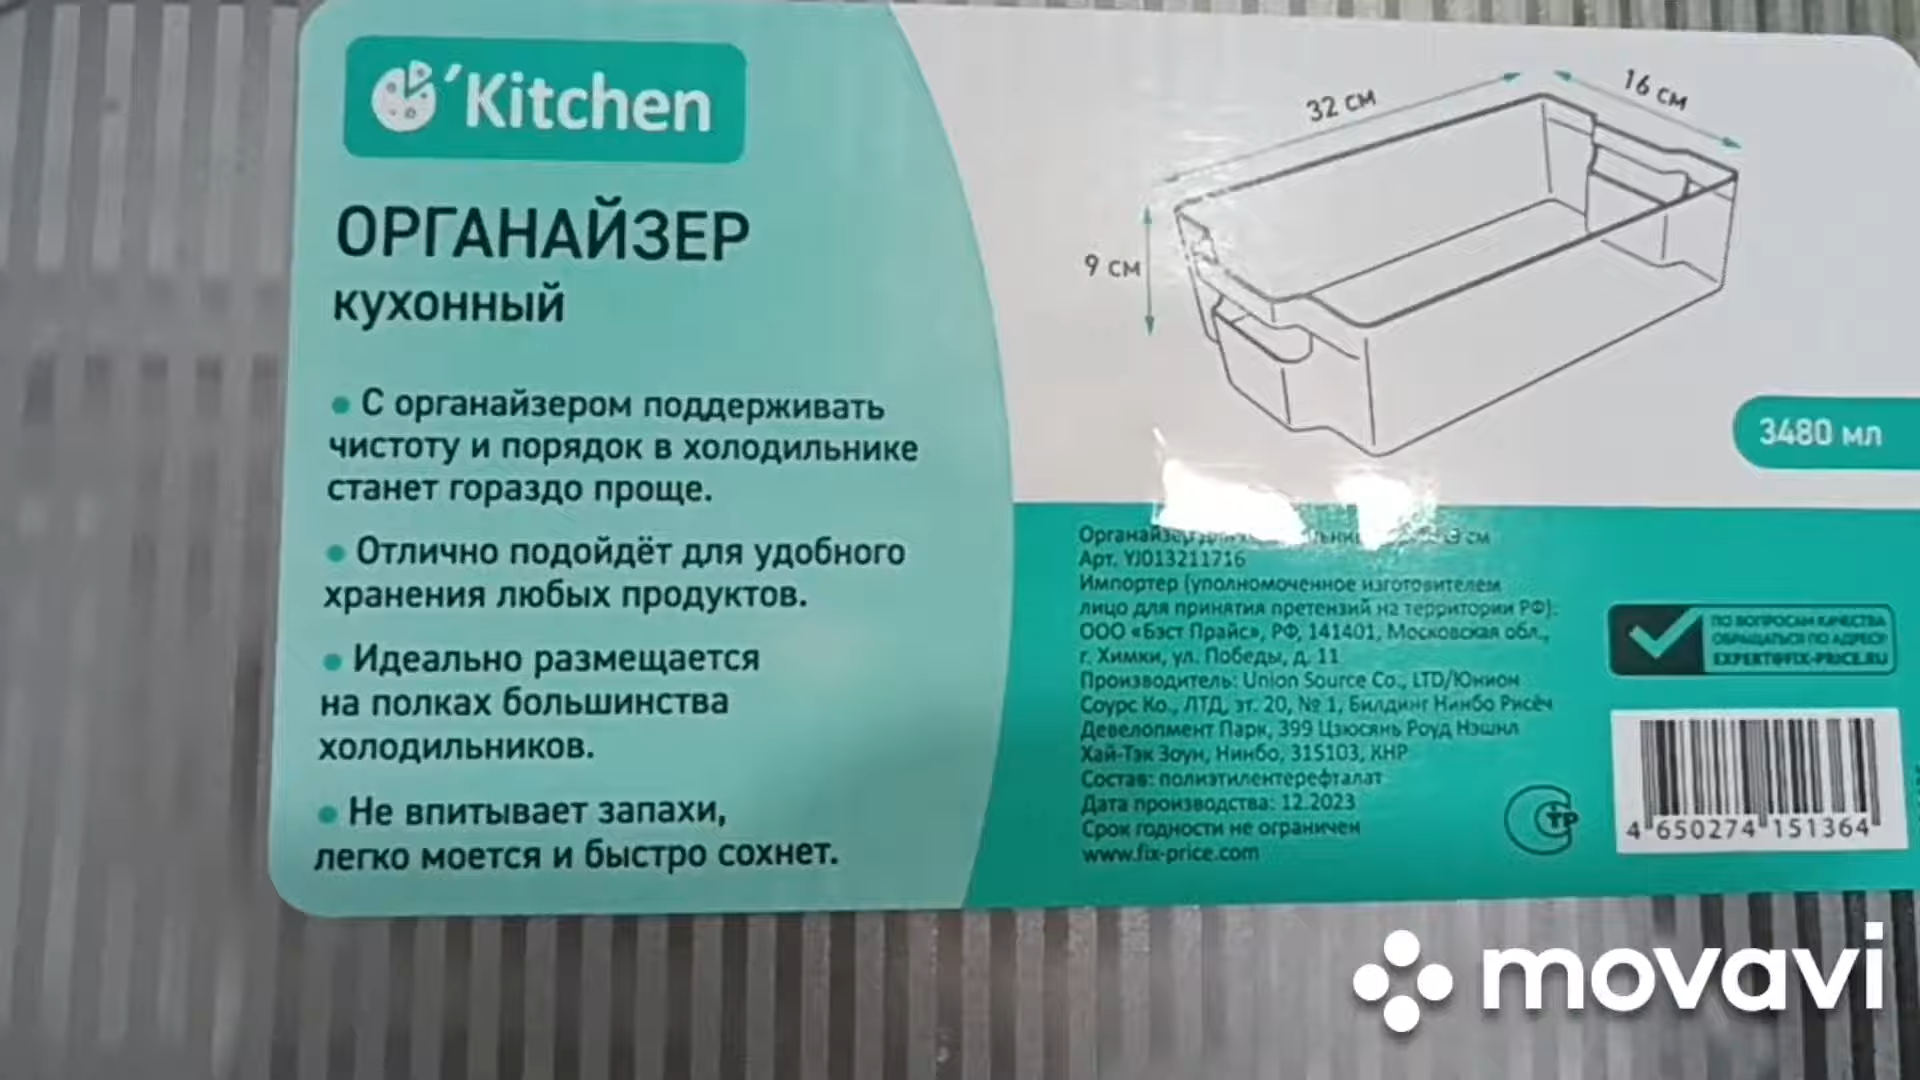 'Kitchen
ОРГАНАЙЗЕР
кухонный
• С органайзером поддерживать
чистоту и порядок в холодильнике
станет гораздо проще.
• Отлично подойдёт для удобного
хранения любых продуктов.
• Идеально размещается
на полках большинства
холодильников.
• Не впитывает запахи,
легко моется и быстро сохнет.
32 см
16 см
9 см
3480 мл
Органайзер см
Арт. YJ013211716
Импортер (уполномоченное изготовителем
лицо для принятия претензий на территории РФ):
ООО «Бэст Прайс», РФ, 141401, Московская обл.,
г. Химки, ул. Победы, д. 11
Производитель: Union Source Co., LTD/Юнион
Соурс Ко., ЛТД, эт. 20, № 1, Билдинг Нинбо Рисёч
Девелопмент Парк, 399 Цзюсянь Роуд Нэшнл
Хай-Тэк Зоун, Нинбо, 315103, КНР
Состав: полиэтилентерефталат
Дата производства: 12.2023
Срок годности не ограничен
www.fix-price.com
ПО ВОПРОСАМ КАЧЕСТВА
ОБРАЩАТЬСЯ ПО АДРЕСУ:
EXPERT@FIX-PRICE.RU
ТР
4 650274 151364
movavi